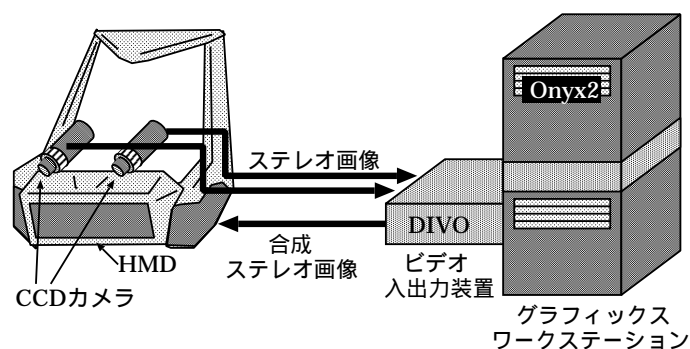 Onyx2
ステレオ画像
DIVO
合成
ステレオ画像
HMD
CCDカメラ
ビデオ
入出力装置
グラフィックス
ワークステーション